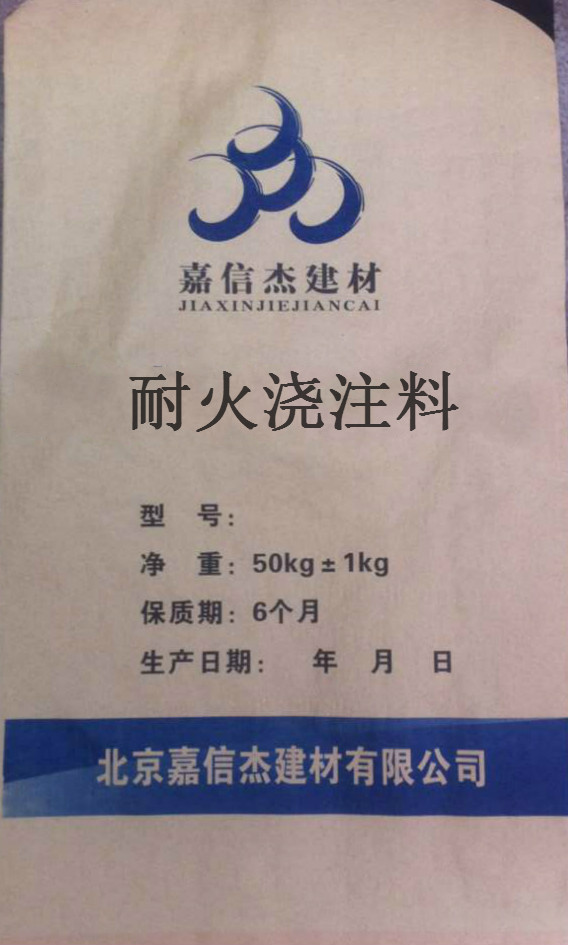 嘉信杰建材
JIAXINJIEJIANCAI
耐火浇注料
型 号:
净 重: 50kg ± 1kg
保质期: 6个月
生产日期: 年 月 日
北京嘉信杰建材有限公司